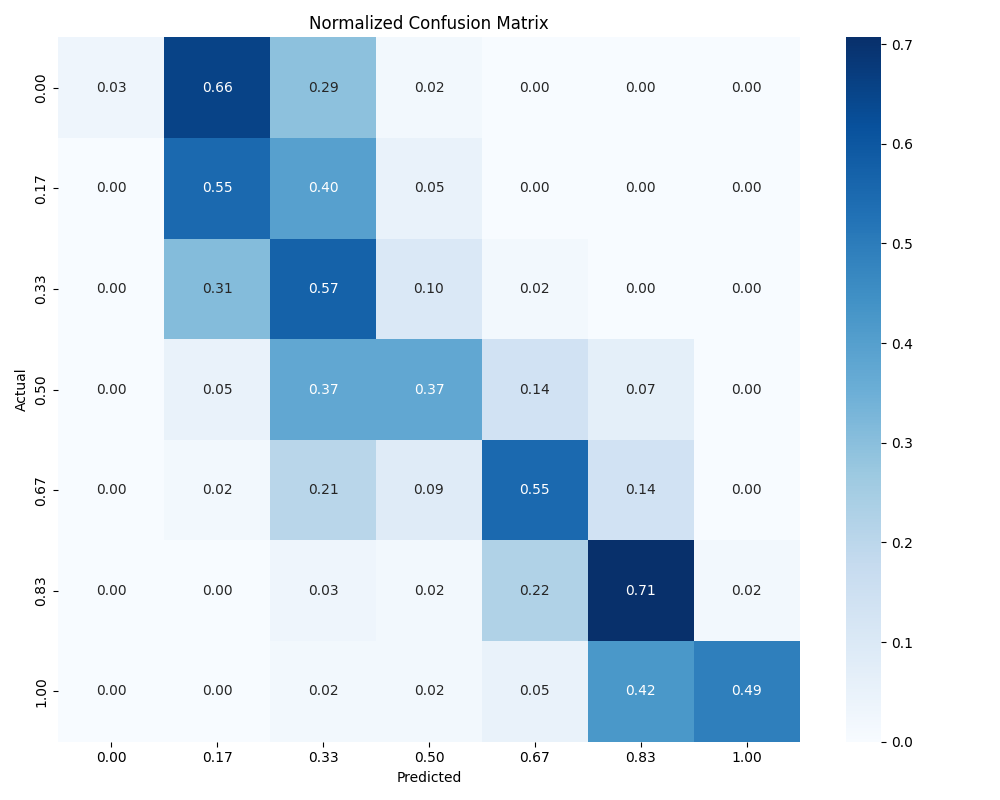 Normalized Confusion Matrix
Actual
0.00 0.03 0.66 0.29 0.02 0.00 0.00 0.00
0.17 0.00 0.55 0.40 0.05 0.00 0.00 0.00
0.33 0.00 0.31 0.57 0.10 0.02 0.00 0.00
0.50 0.00 0.05 0.37 0.37 0.14 0.07 0.00
0.67 0.00 0.02 0.21 0.09 0.55 0.14 0.00
0.83 0.00 0.00 0.03 0.02 0.22 0.71 0.02
1.00 0.00 0.00 0.02 0.02 0.05 0.42 0.49
0.00 0.17 0.33 0.50 0.67 0.83 1.00
Predicted
0.7
0.6
0.5
0.4
0.3
0.2
0.1
0.0